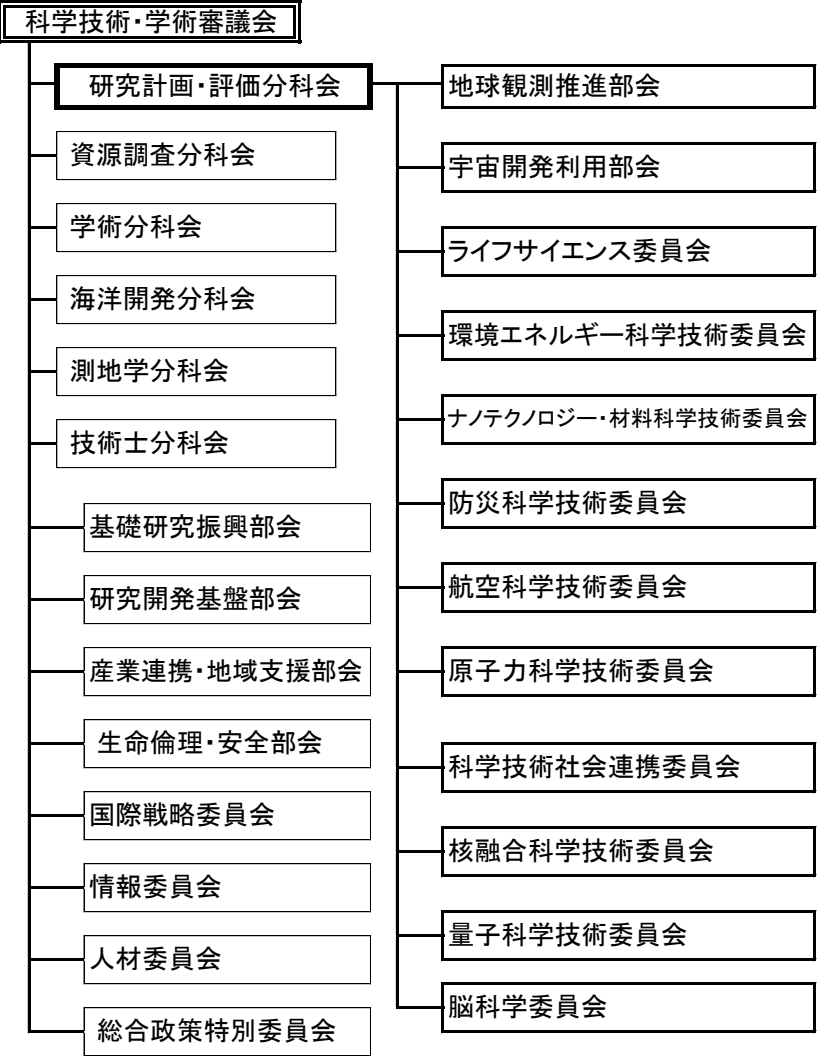 科学技術・学術審議会
研究計画・評価分科会
資源調査分科会
学術分科会
海洋開発分科会
測地学分科会
技術士分科会
基礎研究振興部会
研究開発基盤部会
産業連携・地域支援部会
生命倫理・安全部会
国際戦略委員会
情報委員会
人材委員会
総合政策特別委員会
地球観測推進部会
宇宙開発利用部会
ライフサイエンス委員会
環境エネルギー科学技術委員会
ナノテクノロジー・材料科学技術委員会
防災科学技術委員会
航空科学技術委員会
原子力科学技術委員会
科学技術社会連携委員会
核融合科学技術委員会
量子科学技術委員会
脳科学委員会